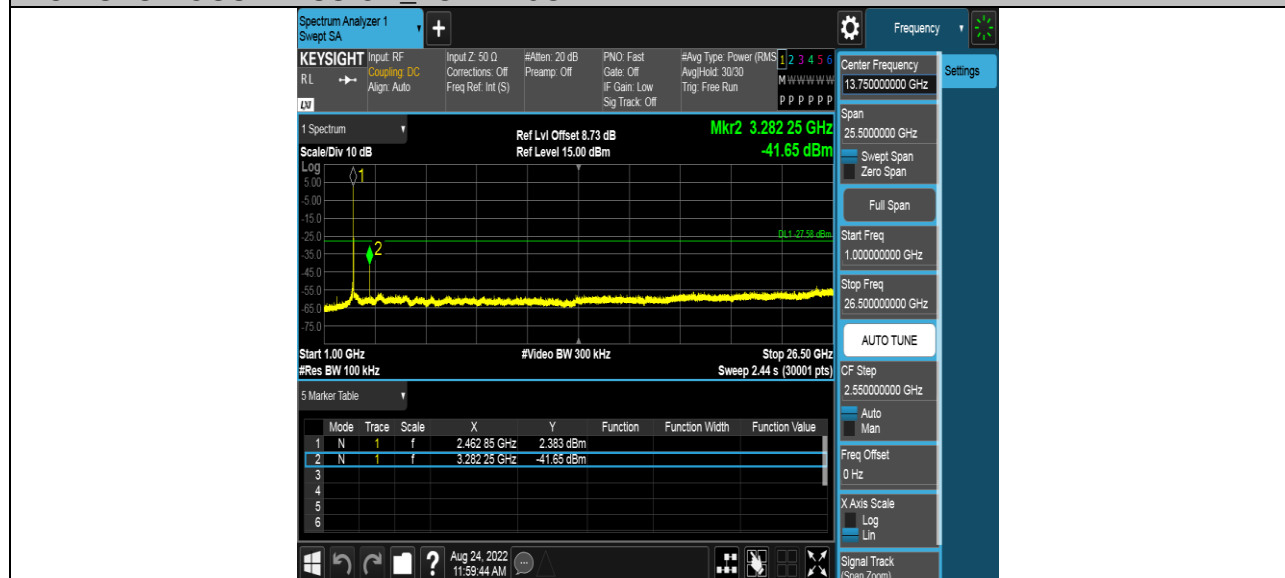 Spectrum Analyzer 1
Swept SA
+
Frequency
KEYSIGHT Input: RF Input Z: 50 Ω #Atten: 20 dB PNO: Fast #Avg Type: Power (RMS 1 2 3 4 5 6
RL Coupling: DC Corrections: Off Preamp: Off Gate: Off Avg|Hold: 30/30 M W W W W W
Align: Auto Freq Ref: Int (S) IF Gain: Low Trig: Free Run
LXI Sig Track: Off P P P P P P
Center Frequency
13.750000000 GHz
Settings
Span
25.5000000 GHz
Swept Span
Zero Span
Full Span
Start Freq
1.000000000 GHz
Stop Freq
26.500000000 GHz
AUTO TUNE
CF Step
2.550000000 GHz
Auto
Man
Freq Offset
0 Hz
X Axis Scale
Log
Lin
Signal Track
(Span Zoom)
1 Spectrum
Ref Lvl Offset 8.73 dB Mkr2 3.282 25 GHz
Scale/Div 10 dB Ref Level 15.00 dBm -41.65 dBm
Log
1
5.00
-5.00
-15.0
-25.0 DL1 -27.58 dBm
2
-35.0
-45.0
-55.0
-65.0
-75.0
Start 1.00 GHz #Video BW 300 kHz Stop 26.50 GHz
#Res BW 100 kHz Sweep 2.44 s (30001 pts)
5 Marker Table
Mode Trace Scale X Y Function Function Width Function Value
1 N 1 f 2.462 85 GHz 2.383 dBm
2 N 1 f 3.282 25 GHz -41.65 dBm
3
4
5
6
? Aug 24, 2022
11:59:44 AM